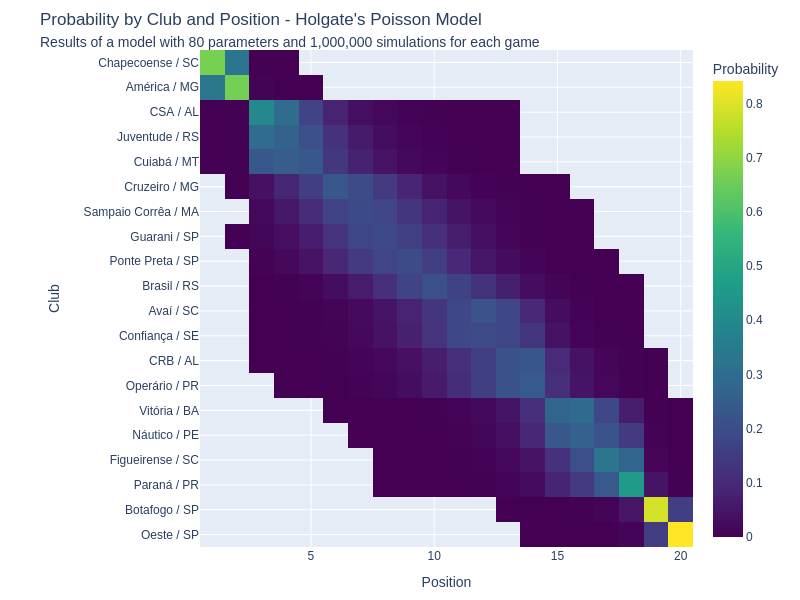 Probability by Club and Position - Holgate's Poisson Model
Results of a model with 80 parameters and 1,000,000 simulations for each game
Probability
Club
Chapecoense / SC
América / MG
CSA / AL
Juventude / RS
Cuiabá / MT
Cruzeiro / MG
Sampaio Corrêa / MA
Guarani / SP
Ponte Preta / SP
Brasil / RS
Avaí / SC
Confiança / SE
CRB / AL
Operário / PR
Vitória / BA
Náutico / PE
Figueirense / SC
Paraná / PR
Botafogo / SP
Oeste / SP
0.8
0.7
0.6
0.5
0.4
0.3
0.2
0.1
0
5 10 15 20
Position